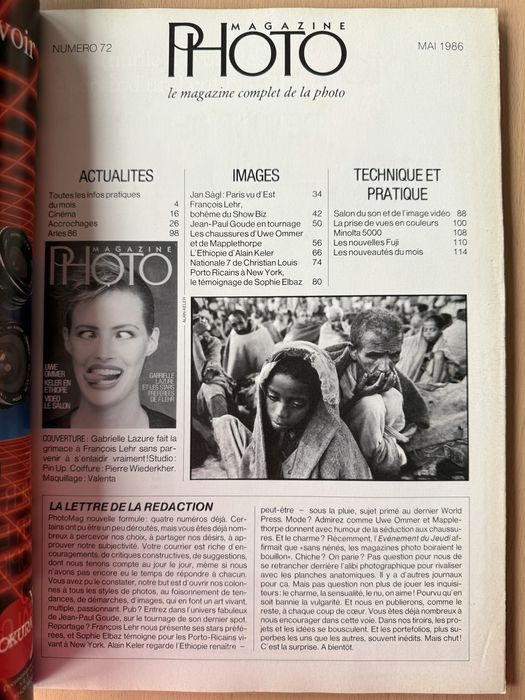 voir
NUMERO 72
MAGAZINE
PHOTO
MAI 1986
le magazine complet de la photo
ACTUALITES
Toutes les infos pratiques
du mois 4
Cinéma 16
Accrochages 26
Arles 86 98
IMAGES
Jan Ságl : Paris vu d'Est 34
François Lehr,
bohème du Show Biz 42
Jean-Paul Goude en tournage 50
Les chaussures d'Uwe Ommer
et de Mapplethorpe 56
L'Ethiopie d'Alain Keler 66
Nationale 7 de Christian Louis 74
Porto Ricains à New York,
le témoignage de Sophie Elbaz 80
TECHNIQUE ET
PRATIQUE
Salon du son et de l'image vidéo 88
La prise de vues en couleurs 100
Minolta 5000 108
Les nouvelles Fuji 110
Les nouveautés du mois 114
MAGAZINE
PHOTO
UWE
OMMER
KELER EN
ETHIOPIE
VIDEO
LE SALON
GABRIELLE
LAZURE
ET LES STARS
PREFEREES
DE F. LEHR
ALAIN KELER
COUVERTURE : Gabrielle Lazure fait la
grimace à François Lehr sans par-
venir à s'enlaidir vraiment ! Studio :
Pin Up. Coiffure : Pierre Wiederkher.
Maquillage : Valenta
LA LETTRE DE LA REDACTION
PhotoMag nouvelle formule : quatre numéros déjà. Cer-
tains ont pu être un peu déroutés, mais vous êtes déjà nom-
breux à percevoir nos choix, à partager nos désirs, à ap-
prouver notre subjectivité. Votre courrier est riche d'en-
couragements, de critiques constructives, de suggestions,
dont nous tenons compte au jour le jour, même si nous
n'avons pas encore eu le temps de répondre à chacun.
Vous avez pu le constater, notre but est d'ouvrir nos colon-
nes à tous les styles de photos, au foisonnement de ten-
dances, de démarches, d'images, qui en font un art vivant,
multiple, passionnant. Pub ? Entrez dans l'univers fabuleux
de Jean-Paul Goude, sur le tournage de son dernier spot.
Reportage ? François Lehr nous présente ses stars préfé-
rées, et Sophie Elbaz témoigne pour les Porto-Ricains vi-
vant à New York. Alain Keler regarde l'Ethiopie renaître –
peut-être – sous la pluie, sujet primé au dernier World
Press. Mode ? Admirez comme Uwe Ommer et Mapple-
thorpe donnent avec humour de la séduction aux chaussu-
res. Et le charme ? Récemment, l'Evénement du Jeudi af-
firmait que «sans nénés, les magazines photo boiraient le
bouillon». Chiche ? On parie ? Pas question pour nous de
se retrancher derrière l'alibi photographique pour rivaliser
avec les planches anatomiques. Il y a d'autres journaux
pour ça. Mais pas question non plus de jouer les inquisi-
teurs : le charme, la sensualité, le nu, on aime ! Pourvu qu'en
soit bannie la vulgarité. Et nous en publierons, comme le
reste, à chaque coup de cœur. Vous êtes déjà nombreux à
nous encourager dans cette voie. Dans nos tiroirs, les pro-
jets et les idées se bousculent. Et les portefolios, plus su-
perbes les uns que les autres, souvent inédits. Mais chut !
C'est la surprise. A bientôt.